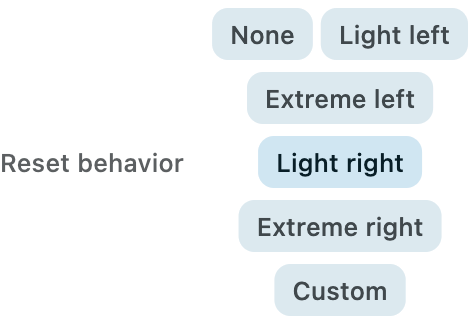 None Light left
Extreme left
Reset behavior Light right
Extreme right
Custom